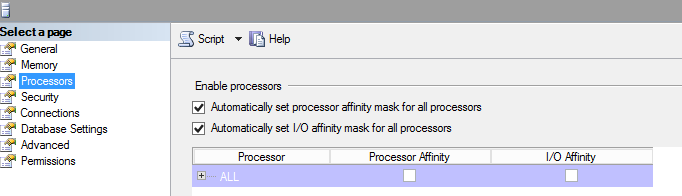 Select a page
General
Memory
Processors
Security
Connections
Database Settings
Advanced
Permissions
Script Help
Enable processors
Automatically set processor affinity mask for all processors
Automatically set I/O affinity mask for all processors
Processor Processor Affinity I/O Affinity
ALL